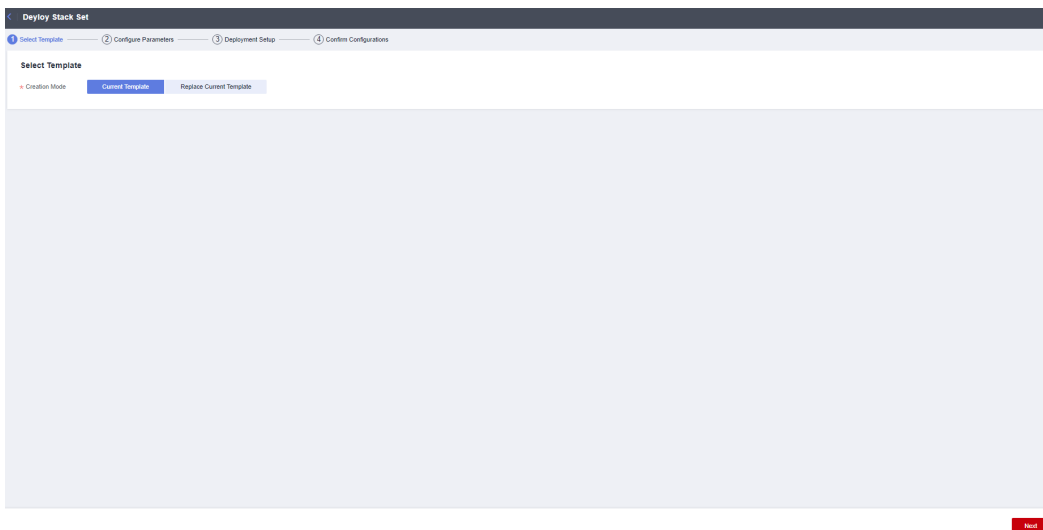 < Deyloy Stack Set
1 Select Template 2 Configure Parameters 3 Deployment Setup 4 Confirm Configurations
Select Template
* Creation Mode Current Template Replace Current Template
Next